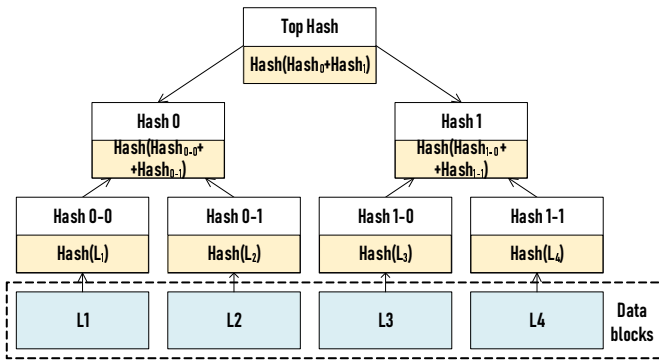 Top Hash
Hash(Hash₀+Hash₁)
Hash 0
Hash(Hash₀₋₀+
+Hash₀₋₁)
Hash 1
Hash(Hash₁₋₀+
+Hash₁₋₁)
Hash 0-0
Hash(L₁)
Hash 0-1
Hash(L₂)
Hash 1-0
Hash(L₃)
Hash 1-1
Hash(L₄)
L1
L2
L3
L4
Data
blocks